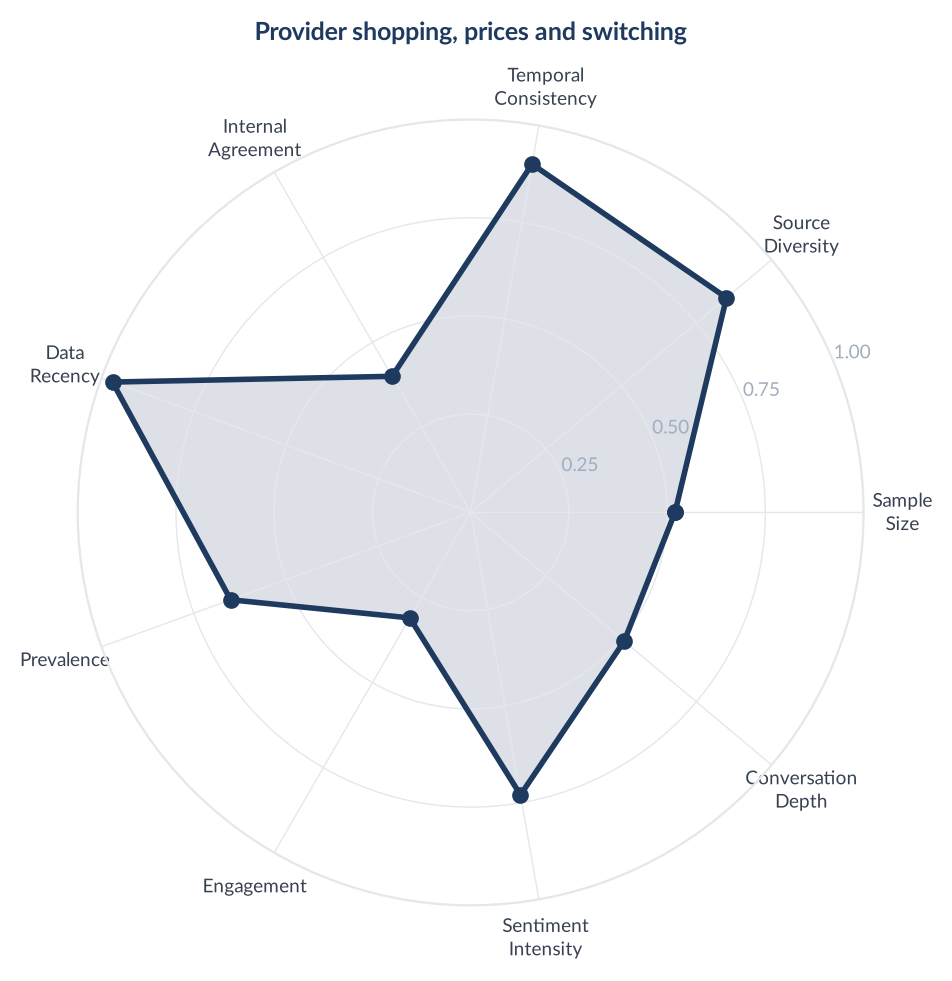 Provider shopping, prices and switching
Temporal
Consistency
Internal
Agreement
Source
Diversity
Data
Recency
1.00
0.75
0.50
0.25
Sample
Size
Prevalence
Conversation
Depth
Engagement
Sentiment
Intensity